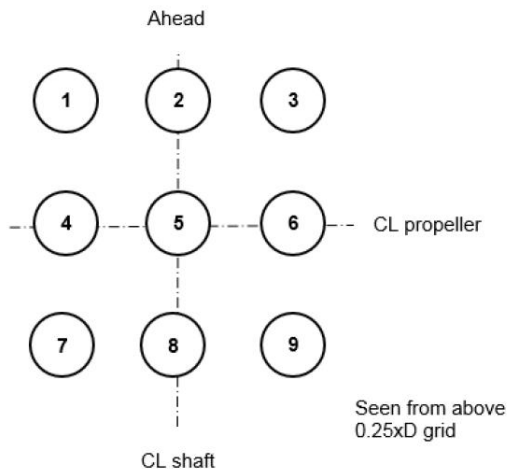 Ahead
1 2 3
4 5 6
CL propeller
7 8 9
Seen from above
0.25xD grid
CL shaft